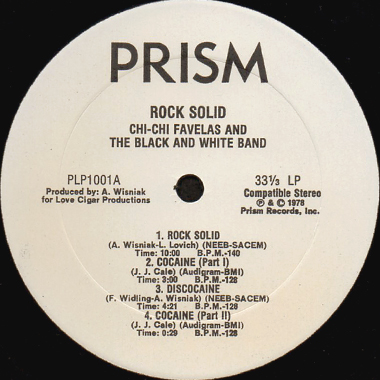 PRISM
ROCK SOLID
CHI-CHI FAVELAS AND
THE BLACK AND WHITE BAND
PLP1001A
Produced by: A. Wisniak
for Love Cigar Productions
33⅓ LP
Compatible Stereo
℗ & © 1978
Prism Records, Inc.
1. ROCK SOLID
(A. Wisniak-L. Lovich) (NEEB-SACEM)
Time: 10:00 B.P.M.-140
2. COCAINE (Part I)
(J. J. Cale) (Audigram-BMI)
Time: 3:00 B.P.M.-128
3. DISCOCAINE
(F. Widling-A. Wisniak) (NEEB-SACEM)
Time: 4:21 B.P.M.-128
4. COCAINE (Part II)
(J. J. Cale) (Audigram-BMI)
Time: 0:29 B.P.M.-128